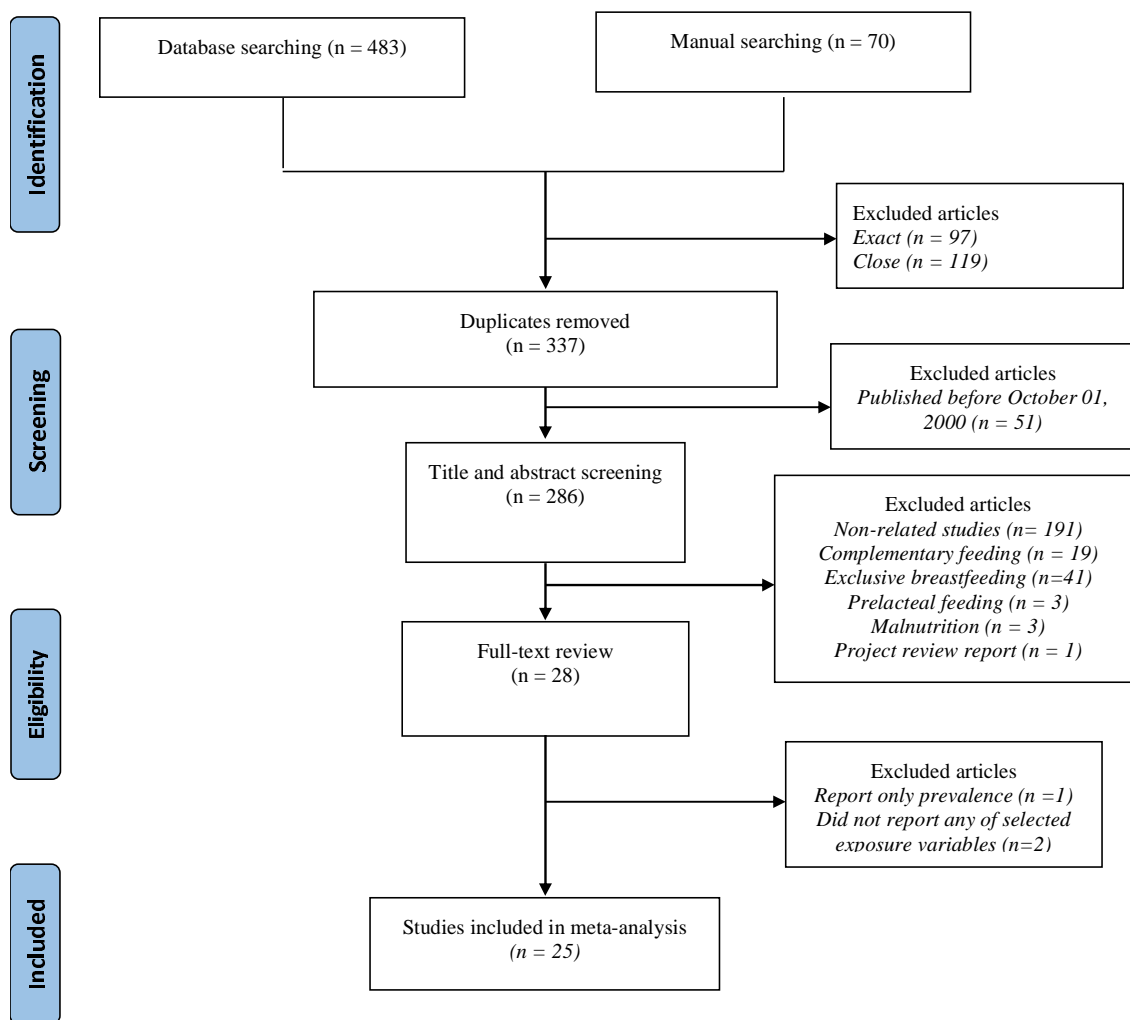 Identification
Database searching (n = 483)
Manual searching (n = 70)
Excluded articles
Exact (n = 97)
Close (n = 119)
Duplicates removed
(n = 337)
Screening
Excluded articles
Published before October 01,
2000 (n = 51)
Title and abstract screening
(n = 286)
Excluded articles
Non-related studies (n= 191)
Complementary feeding (n = 19)
Exclusive breastfeeding (n=41)
Prelacteal feeding (n = 3)
Malnutrition (n = 3)
Project review report (n = 1)
Eligibility
Full-text review
(n = 28)
Excluded articles
Report only prevalence (n =1)
Did not report any of selected
exposure variables (n=2)
Included
Studies included in meta-analysis
(n = 25)